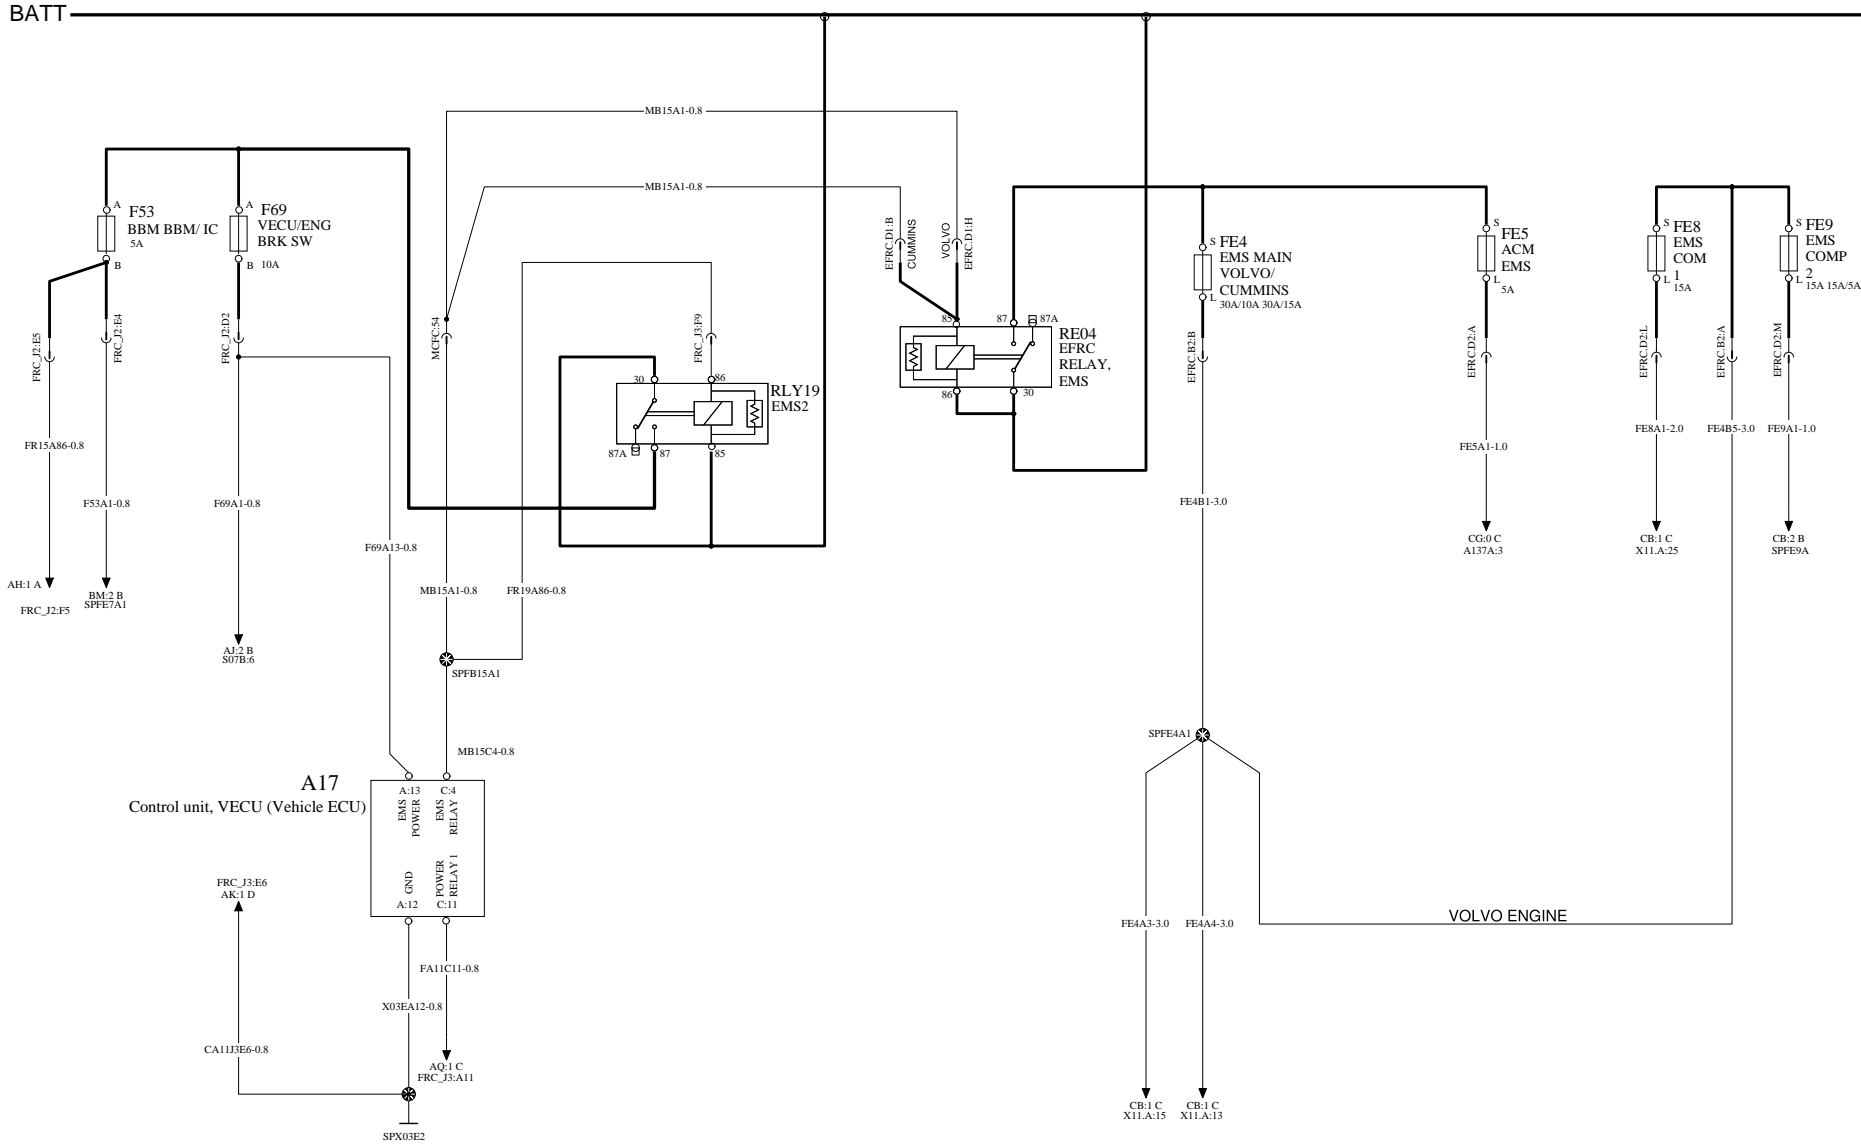 BATT
MB15A1-0.8
MB15A1-0.8
F53
BBM BBM/ IC
5A
A
B
F69
VECU/ENG
BRK SW
10A
A
B
FRC_J2:E5
FRC_J2:E4
FRC_J2:D2
MCFC:54
FRC_J3:F9
EFRC.D1:B
CUMMINS
VOLVO
EFRC.D1:H
30
86
RLY19
EMS2
87A
87
85
85
87
87A
RE04
EFRC
RELAY,
EMS
86
30
S
FE4
EMS MAIN
VOLVO/
CUMMINS
30A/10A 30A/15A
L
EFRC.B2:B
S
FE5
ACM
EMS
5A
L
EFRC.D2:A
S
FE8
EMS
COM
1
15A
L
EFRC.D2:L
EFRC.B2:A
S
FE9
EMS
COMP
2
15A 15A/5A
L
EFRC.D2:M
FR15A86-0.8
F53A1-0.8
F69A1-0.8
F69A13-0.8
MB15A1-0.8
FR19A86-0.8
FE4B1-3.0
FE5A1-1.0
FE8A1-2.0
FE4B5-3.0
FE9A1-1.0
CG:0 C
A137A:3
CB:1 C
X11.A:25
CB:2 B
SPFE9A
AH:1 A
FRC_J2:F5
BM:2 B
SPFE7A1
AJ:2 B
S07B:6
SPFB15A1
MB15C4-0.8
SPFE4A1
A17
Control unit, VECU (Vehicle ECU)
A:13
C:4
EMS
POWER
EMS
RELAY
GND
POWER
RELAY 1
A:12
C:11
FRC_J3:E6
AK:1 D
FA11C11-0.8
X03EA12-0.8
CA11J3E6-0.8
AQ:1 C
FRC_J3:A11
SPX03E2
FE4A3-3.0
FE4A4-3.0
VOLVO ENGINE
CB:1 C
X11.A:15
CB:1 C
X11.A:13